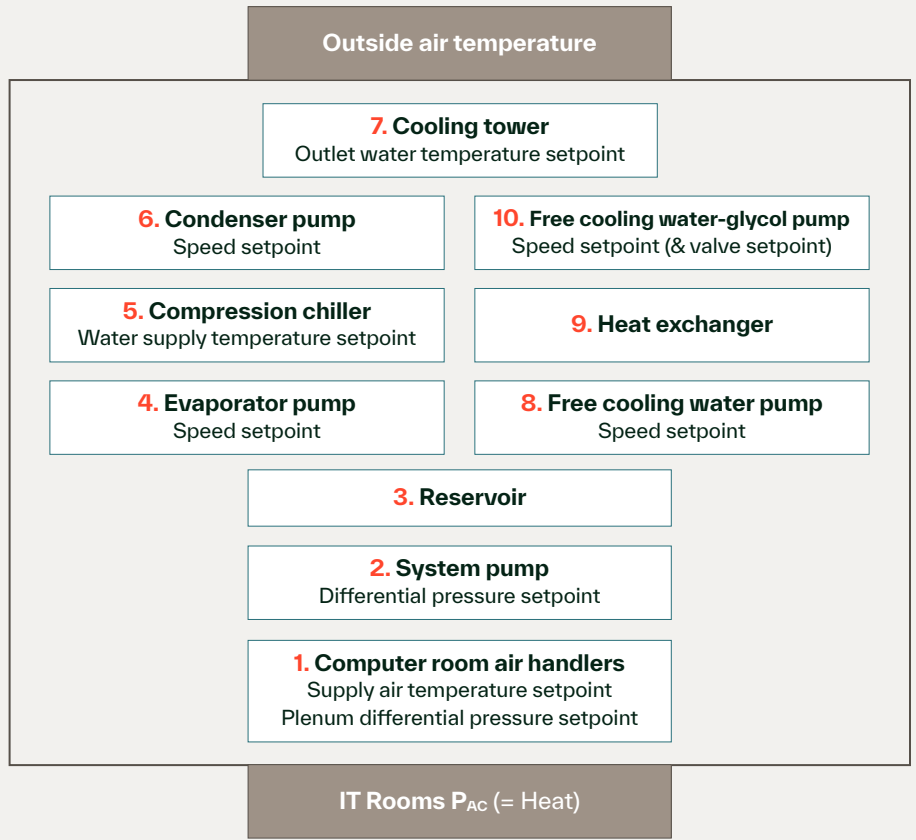 Outside air temperature
7. Cooling tower
Outlet water temperature setpoint
6. Condenser pump
Speed setpoint
10. Free cooling water-glycol pump
Speed setpoint (& valve setpoint)
5. Compression chiller
Water supply temperature setpoint
9. Heat exchanger
4. Evaporator pump
Speed setpoint
8. Free cooling water pump
Speed setpoint
3. Reservoir
2. System pump
Differential pressure setpoint
1. Computer room air handlers
Supply air temperature setpoint
Plenum differential pressure setpoint
IT Rooms PAC (= Heat)